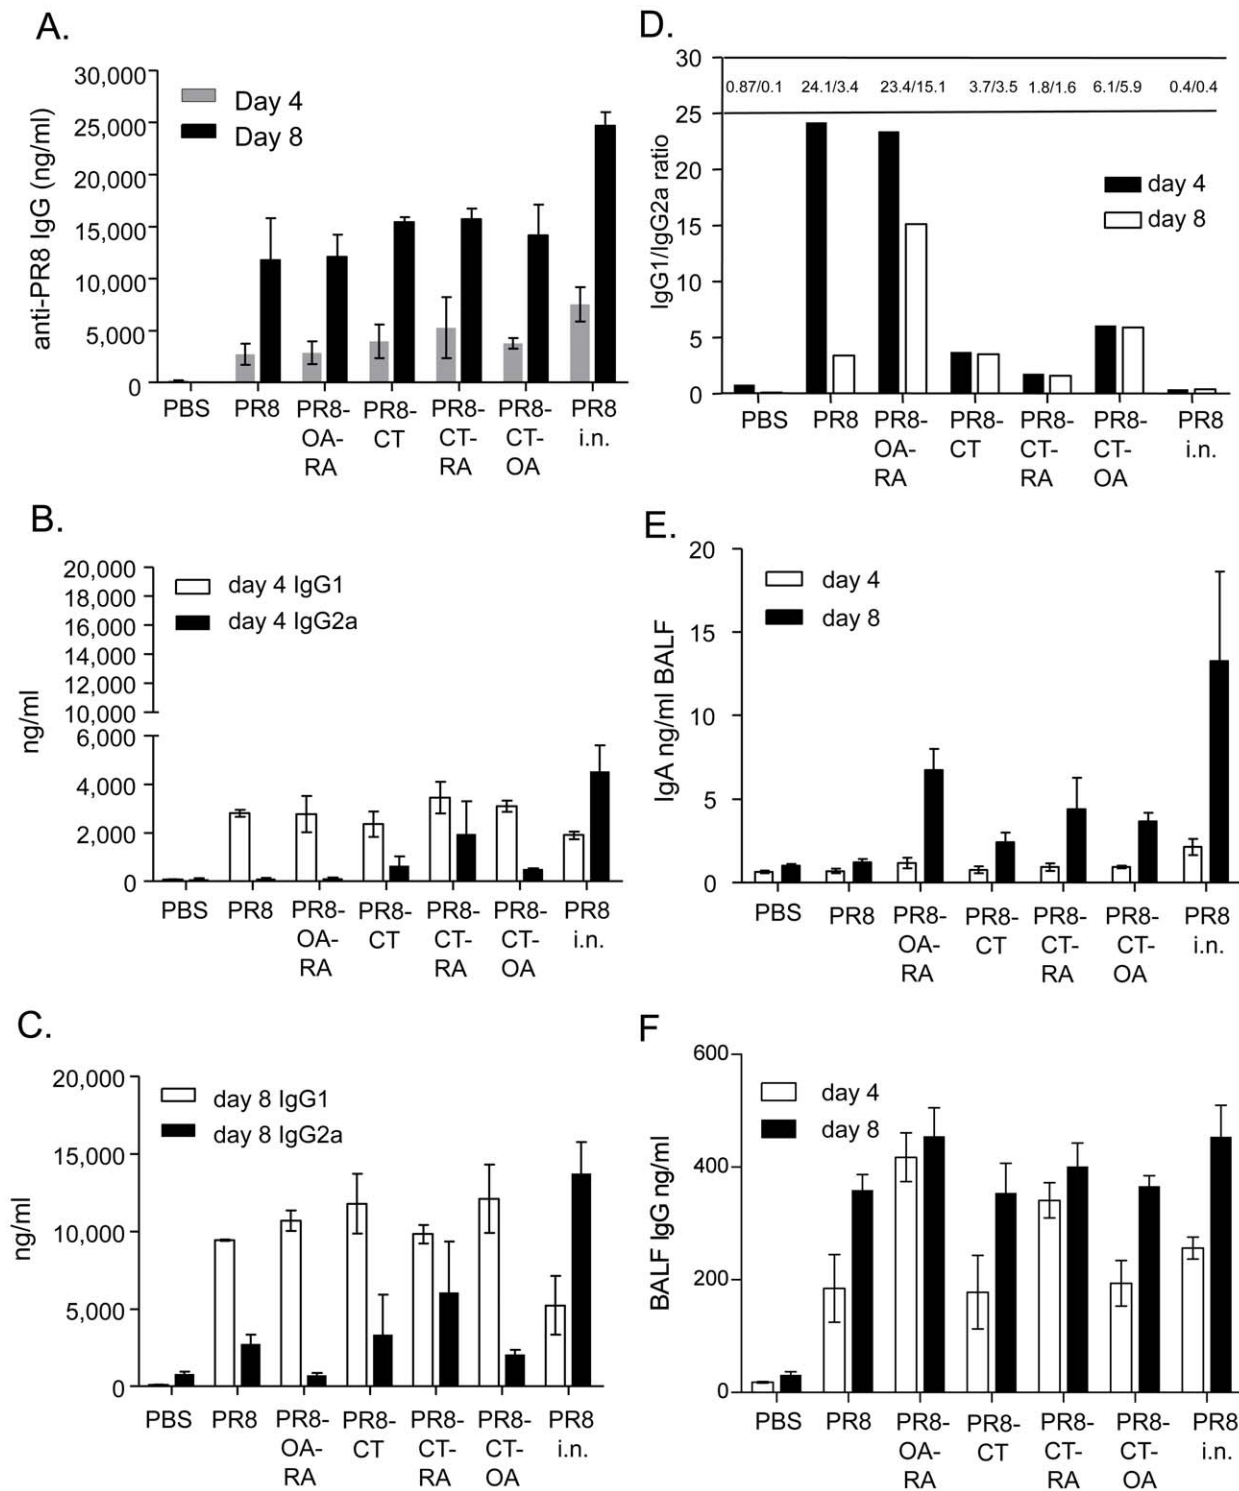 A.
30,000
25,000
20,000
15,000
10,000
5,000
0
anti-PR8 IgG (ng/ml)
Day 4
Day 8
PBS PR8 PR8- PR8- PR8- PR8- PR8
OA- CT CT- CT- i.n.
RA RA OA
B.
20,000
18,000
16,000
14,000
12,000
10,000
6,000
4,000
2,000
0
ng/ml
day 4 IgG1
day 4 IgG2a
PBS PR8 PR8- PR8- PR8- PR8- PR8
OA- CT CT- CT- i.n.
RA RA OA
C.
20,000
15,000
10,000
5,000
0
ng/ml
day 8 IgG1
day 8 IgG2a
PBS PR8 PR8- PR8- PR8- PR8- PR8
OA- CT CT- CT- i.n.
RA RA OA
D.
30
25
20
15
10
5
0
IgG1/IgG2a ratio
0.87/0.1 24.1/3.4 23.4/15.1 3.7/3.5 1.8/1.6 6.1/5.9 0.4/0.4
day 4
day 8
PBS PR8 PR8- PR8- PR8- PR8- PR8
OA- CT CT- CT- i.n.
RA RA OA
E.
20
15
10
5
0
IgA ng/ml BALF
day 4
day 8
PBS PR8 PR8- PR8- PR8- PR8- PR8
OA- CT CT- CT- i.n.
RA RA OA
F
600
400
200
0
BALF IgG ng/ml
day 4
day 8
PBS PR8 PR8- PR8- PR8- PR8- PR8
OA- CT CT- CT- i.n.
RA RA OA